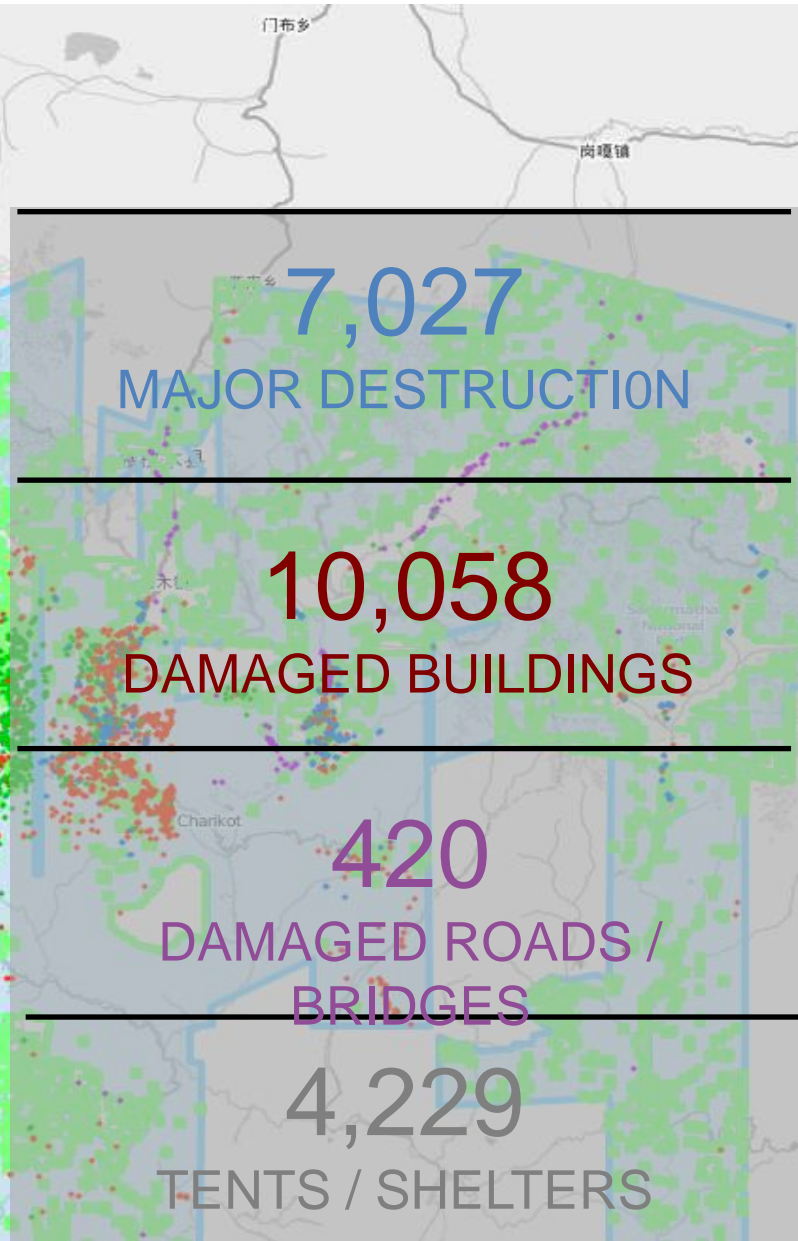 门布乡
岗嘎镇
7,027
MAJOR DESTRUCTI0N
10,058
DAMAGED BUILDINGS
Charikot
420
DAMAGED ROADS /
BRIDGES
4,229
TENTS / SHELTERS